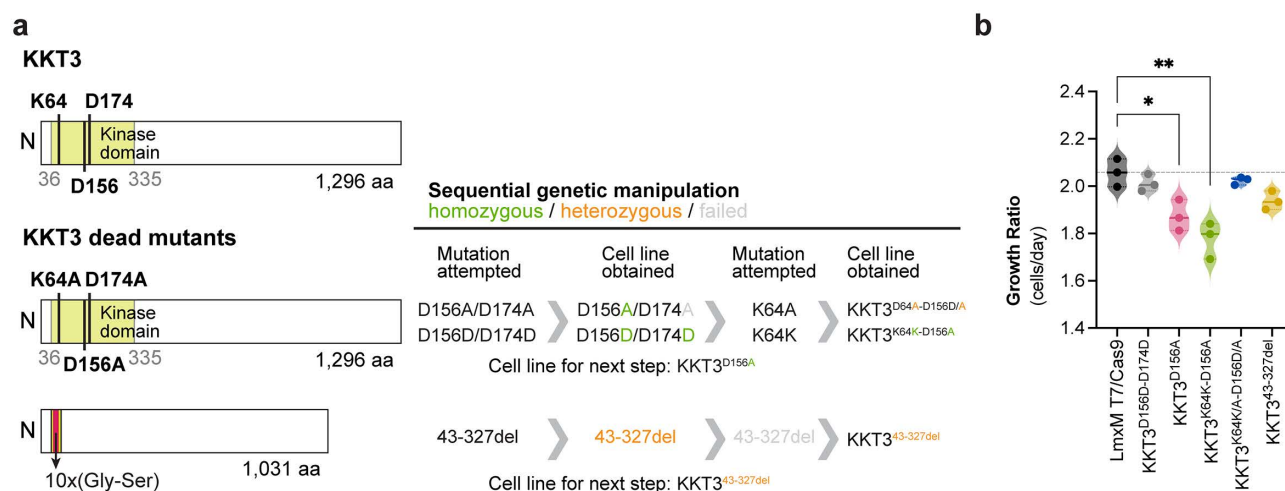 a
KKT3
K64 D174
N
Kinase
domain
36 335
D156
1,296 aa
KKT3 dead mutants
K64A D174A
N
Kinase
domain
36 335
D156A
1,296 aa
N
1,031 aa
10x(Gly-Ser)
Sequential genetic manipulation
homozygous / heterozygous / failed
Mutation attempted Cell line obtained Mutation attempted Cell line obtained
D156A/D174A D156A/D174A K64A KKT3D64A-D156D/A
D156D/D174D D156D/D174D K64K KKT3K64K-D156A
Cell line for next step: KKT3D156A
43-327del 43-327del 43-327del KKT343-327del
Cell line for next step: KKT343-327del
b
**
*
Growth Ratio
(cells/day)
2.4
2.2
2.0
1.8
1.6
1.4
LmxM T7/Cas9
KKT3D156D-D174D
KKT3D156A
KKT3K64K-D156A
KKT3K64K/A-D156D/A
KKT343-327del